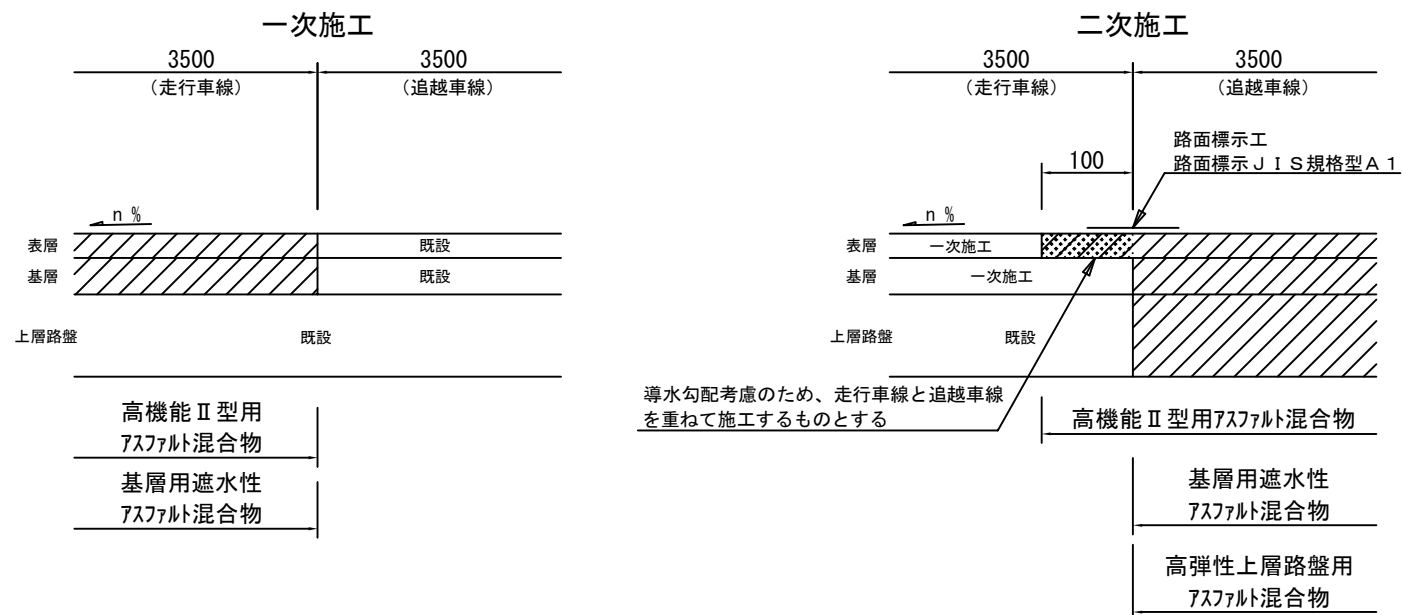 一次施工
3500
3500
(走行車線)
(追越車線)
n %
表層
既設
基層
既設
上層路盤
既設
高機能Ⅱ型用
ｱｽﾌｧﾙﾄ混合物
基層用遮水性
ｱｽﾌｧﾙﾄ混合物
二次施工
3500
3500
(走行車線)
(追越車線)
路面標示工
路面標示ＪＩＳ規格型Ａ１
100
n %
表層
一次施工
基層
一次施工
上層路盤
既設
導水勾配考慮のため、走行車線と追越車線
を重ねて施工するものとする
高機能Ⅱ型用ｱｽﾌｧﾙﾄ混合物
基層用遮水性
ｱｽﾌｧﾙﾄ混合物
高弾性上層路盤用
ｱｽﾌｧﾙﾄ混合物